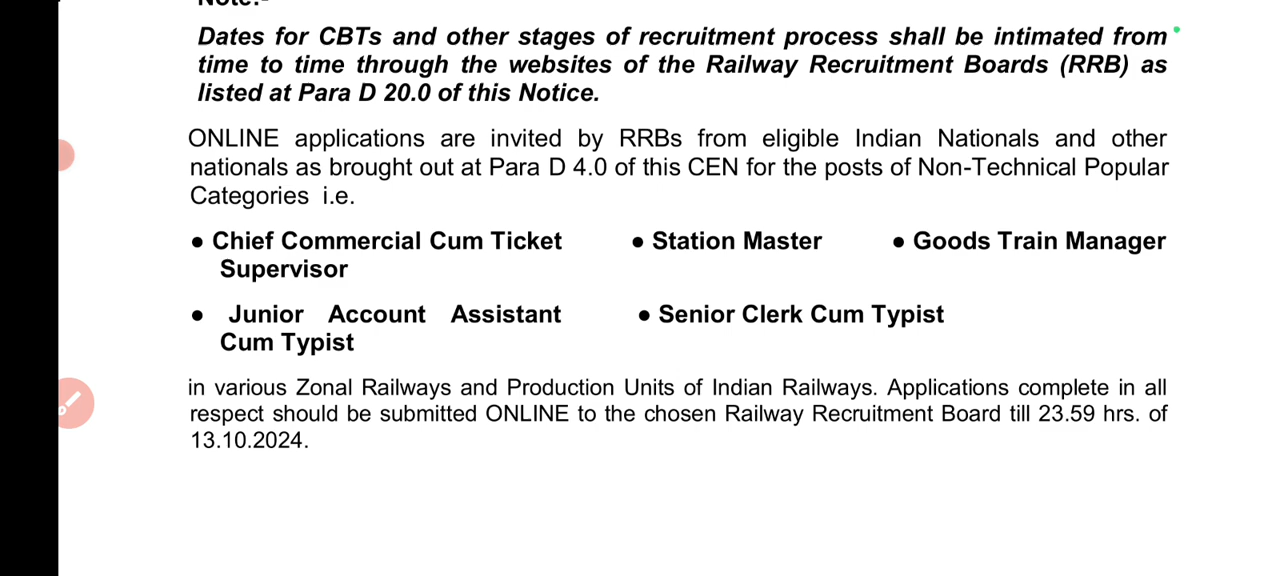 Note:-
Dates for CBTs and other stages of recruitment process shall be intimated from
time to time through the websites of the Railway Recruitment Boards (RRB) as
listed at Para D 20.0 of this Notice.
ONLINE applications are invited by RRBs from eligible Indian Nationals and other
nationals as brought out at Para D 4.0 of this CEN for the posts of Non-Technical Popular
Categories i.e.
● Chief Commercial Cum Ticket ● Station Master ● Goods Train Manager
Supervisor
● Junior Account Assistant ● Senior Clerk Cum Typist
Cum Typist
in various Zonal Railways and Production Units of Indian Railways. Applications complete in all
respect should be submitted ONLINE to the chosen Railway Recruitment Board till 23.59 hrs. of
13.10.2024.